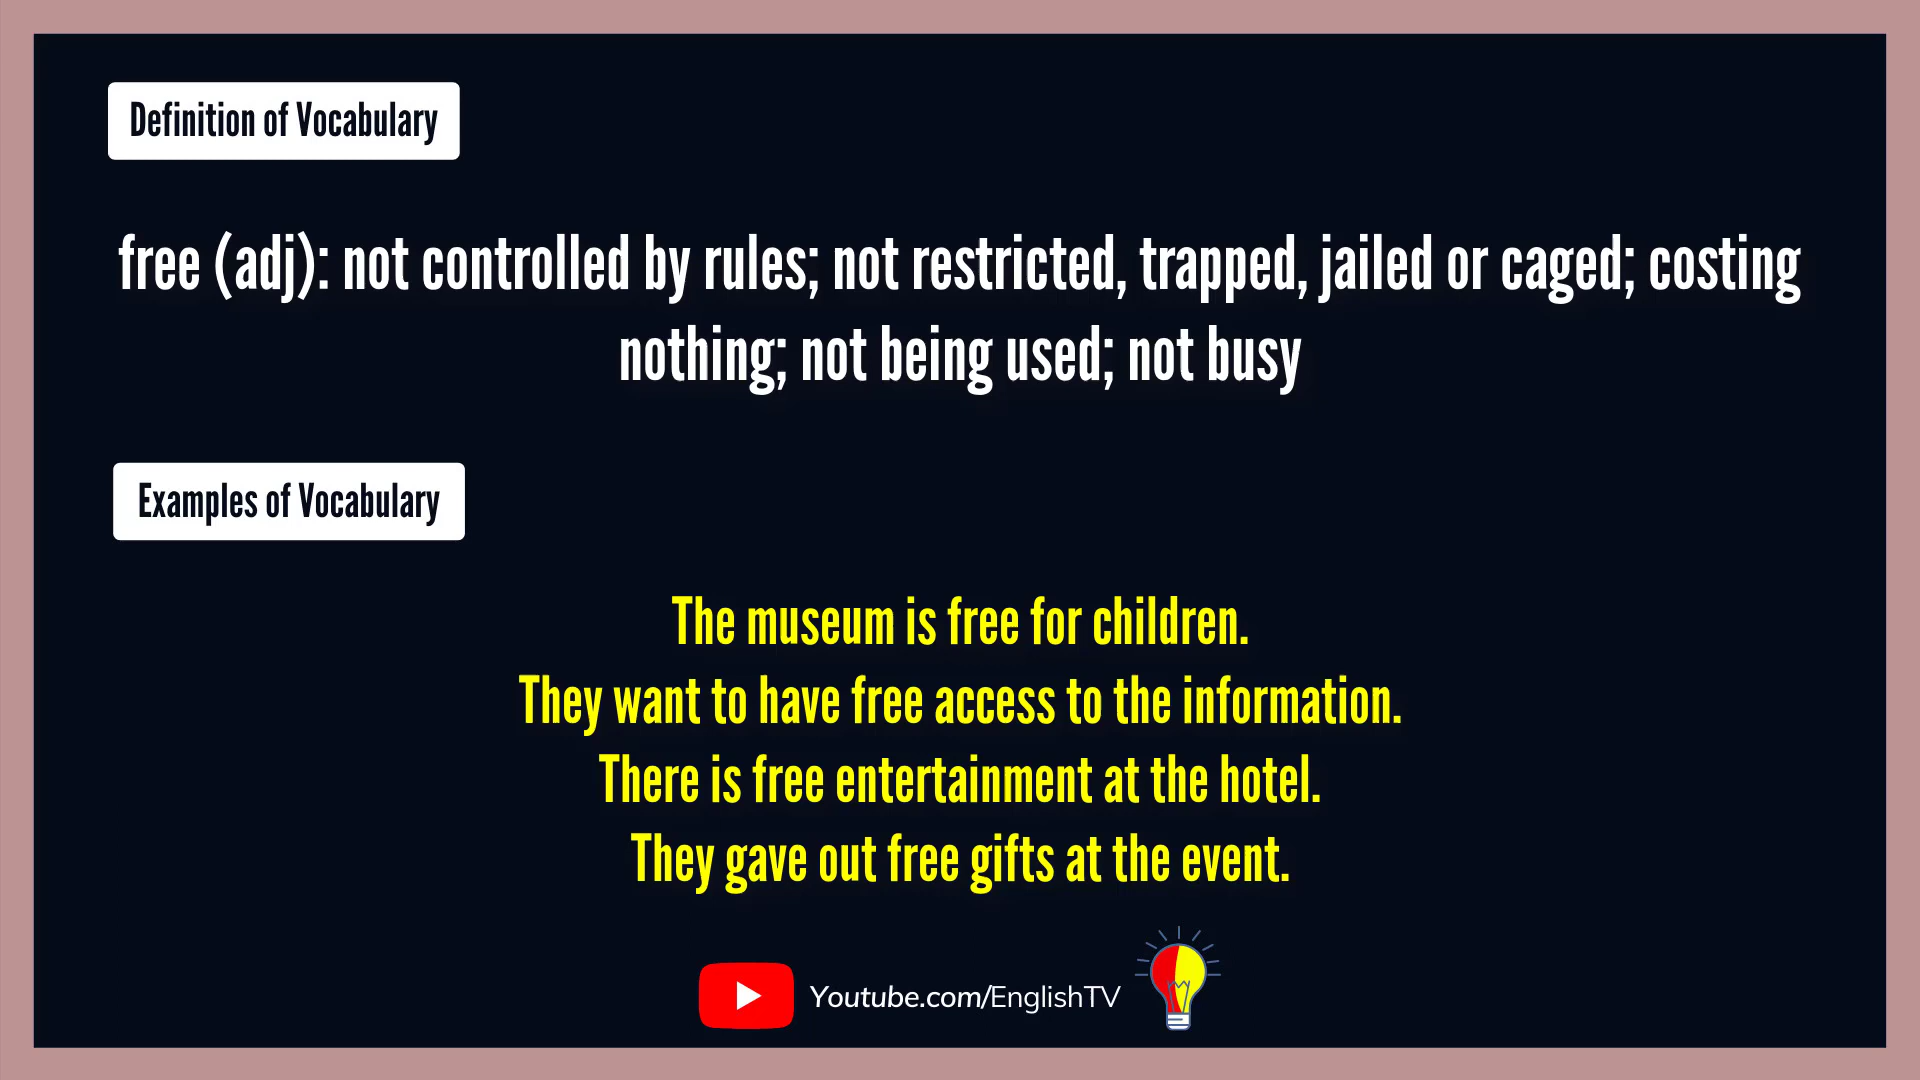 Definition of Vocabulary
free (adj): not controlled by rules; not restricted, trapped, jailed or caged; costing
nothing; not being used; not busy
Examples of Vocabulary
The museum is free for children.
They want to have free access to the information.
There is free entertainment at the hotel.
They gave out free gifts at the event.
Youtube.com/EnglishTV